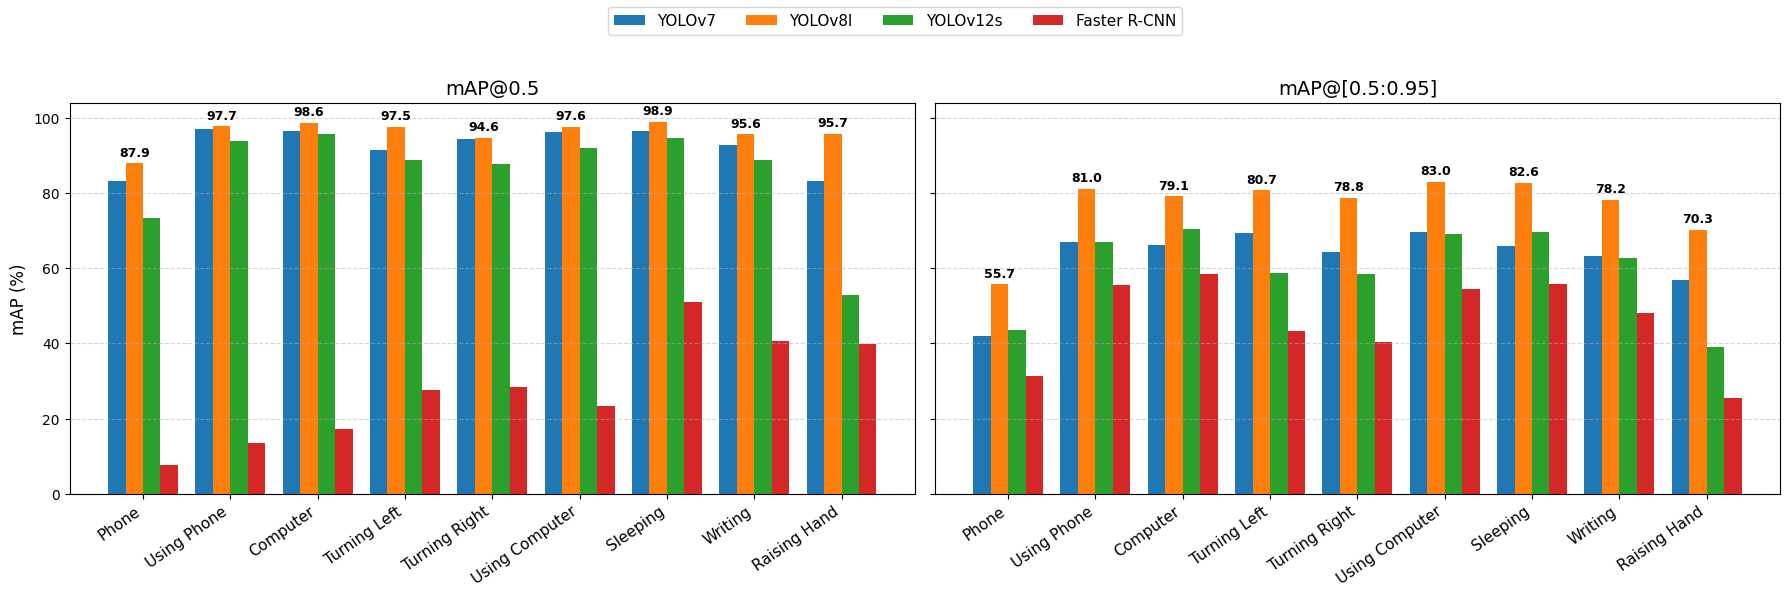 YOLOv7 YOLOv8l YOLOv12s Faster R-CNN
mAP@0.5
mAP (%)
100
80
60
40
20
0
87.9 97.7 98.6 97.5 94.6 97.6 98.9 95.6 95.7
Phone Using Phone Computer Turning Left Turning Right Using Computer Sleeping Writing Raising Hand
mAP@[0.5:0.95]
55.7 81.0 79.1 80.7 78.8 83.0 82.6 78.2 70.3
Phone Using Phone Computer Turning Left Turning Right Using Computer Sleeping Writing Raising Hand